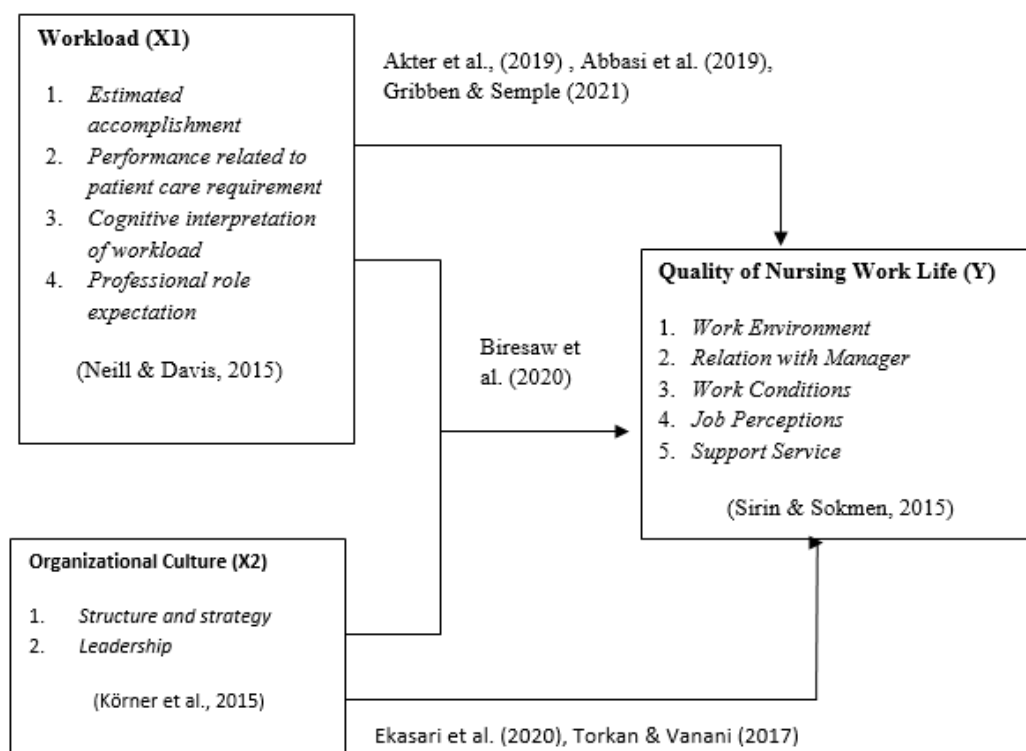 Workload (X1)
1. Estimated
accomplishment
2. Performance related to
patient care requirement
3. Cognitive interpretation
of workload
4. Professional role
expectation
(Neill & Davis, 2015)
Akter et al., (2019) , Abbasi et al. (2019),
Gribben & Semple (2021)
Biresaw et
al. (2020)
Quality of Nursing Work Life (Y)
1. Work Environment
2. Relation with Manager
3. Work Conditions
4. Job Perceptions
5. Support Service
(Sirin & Sokmen, 2015)
Organizational Culture (X2)
1. Structure and strategy
2. Leadership
(Körner et al., 2015)
Ekasari et al. (2020), Torkan & Vanani (2017)